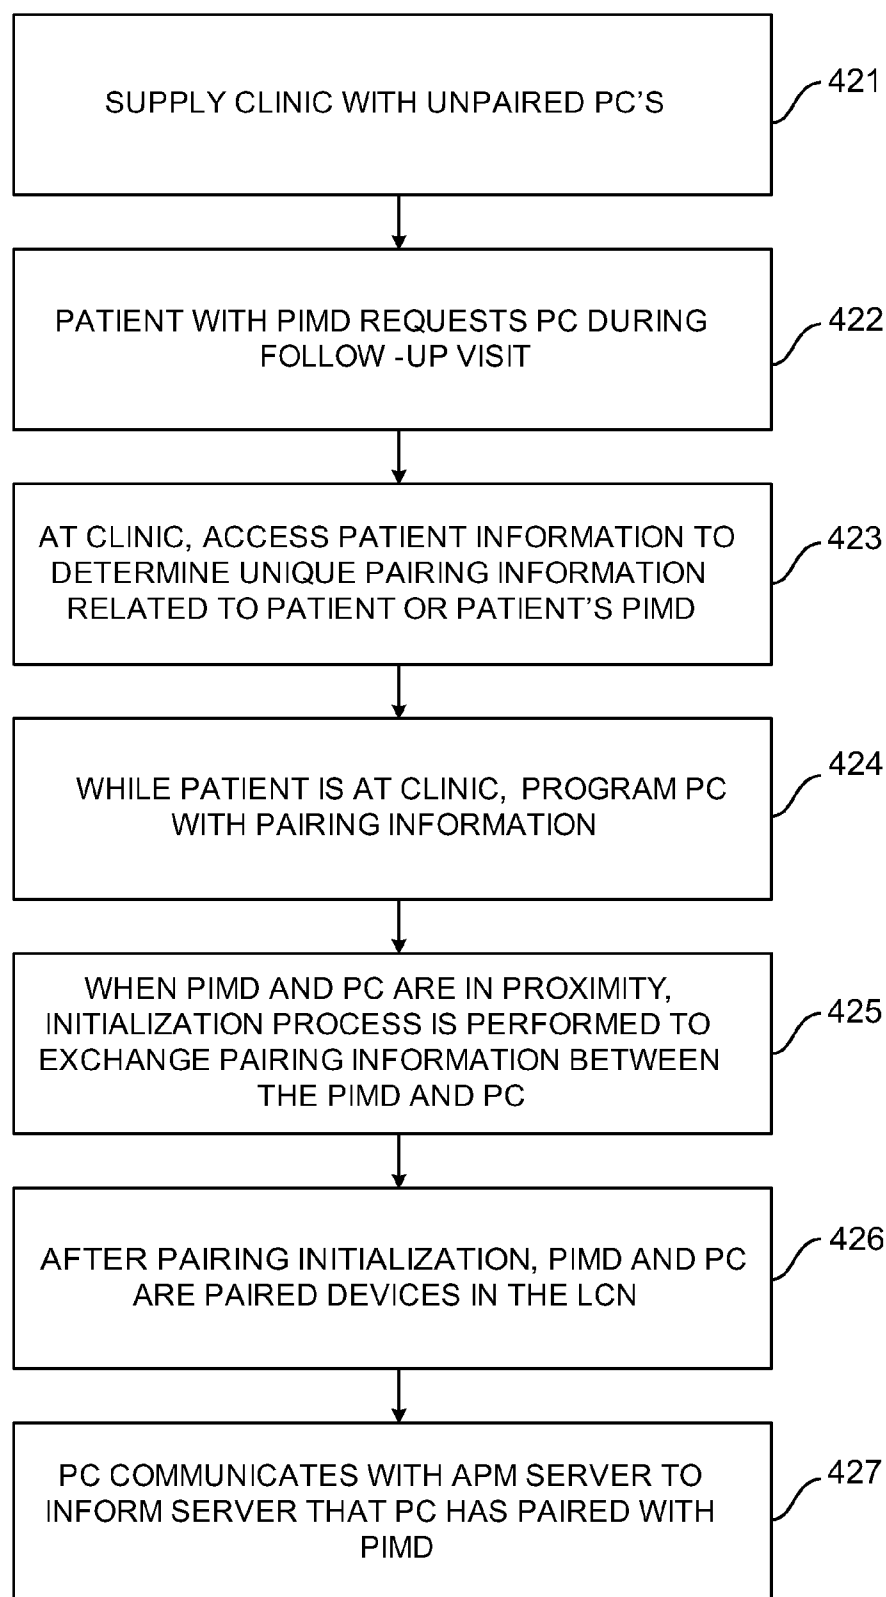 SUPPLY CLINIC WITH UNPAIRED PC'S
421
PATIENT WITH PIMD REQUESTS PC DURING
FOLLOW -UP VISIT
422
AT CLINIC, ACCESS PATIENT INFORMATION TO
DETERMINE UNIQUE PAIRING INFORMATION
RELATED TO PATIENT OR PATIENT'S PIMD
423
WHILE PATIENT IS AT CLINIC, PROGRAM PC
WITH PAIRING INFORMATION
424
WHEN PIMD AND PC ARE IN PROXIMITY,
INITIALIZATION PROCESS IS PERFORMED TO
EXCHANGE PAIRING INFORMATION BETWEEN
THE PIMD AND PC
425
AFTER PAIRING INITIALIZATION, PIMD AND PC
ARE PAIRED DEVICES IN THE LCN
426
PC COMMUNICATES WITH APM SERVER TO
INFORM SERVER THAT PC HAS PAIRED WITH
PIMD
427